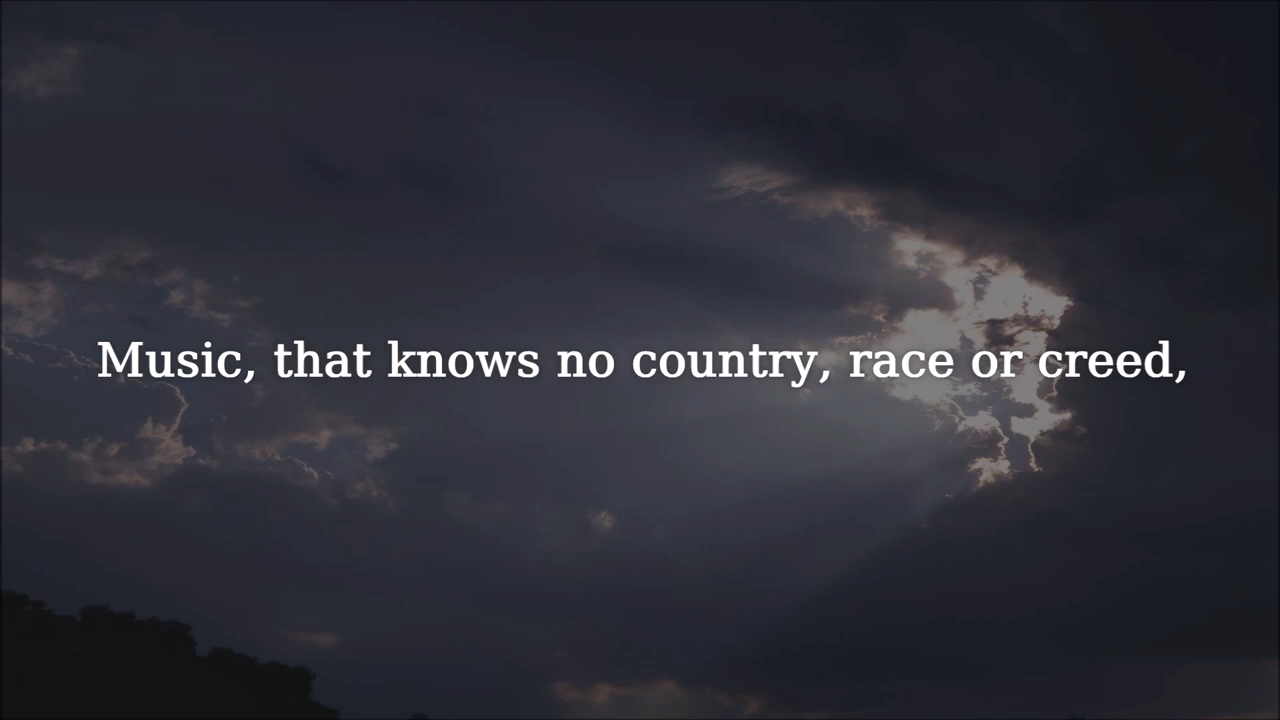 Music, that knows no country, race or creed,